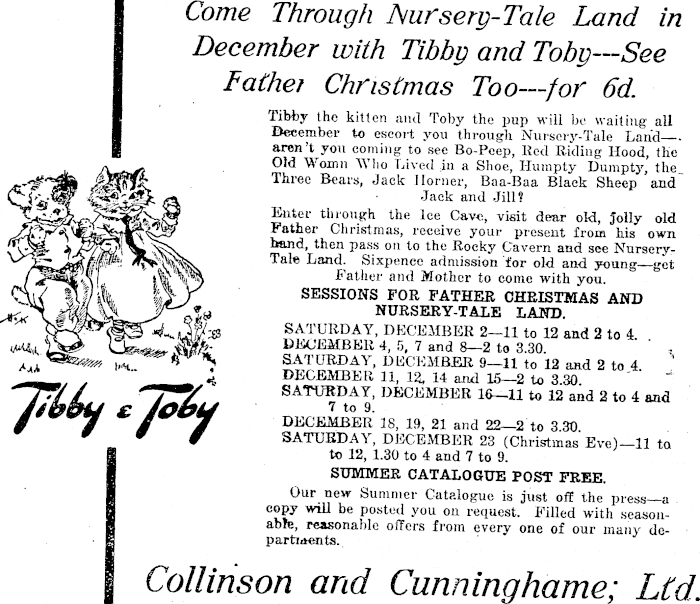 Come Through Nursery-Tale Land in
December with Tibby and Toby---See
Father Christmas Too---for 6d.
Tibby the kitten and Toby the pup will be waiting all
December to escort you through Nursery-Tale Land—
aren't you coming to see Bo-Peep, Red Riding Hood, the
Old Womn Who Lived in a Shoe, Humpty Dumpty, the
Three Bears, Jack Horner, Baa-Baa Black Sheep and
Jack and Jill?
Enter through the Ice Cave, visit dear old, jolly old
Father Christmas, receive your present from his own
hand, then pass on to the Rocky Cavern and see Nursery-
Tale Land. Sixpence admission for old and young—get
Father and Mother to come with you.
SESSIONS FOR FATHER CHRISTMAS AND
NURSERY-TALE LAND.
SATURDAY, DECEMBER 2—11 to 12 and 2 to 4.
DECEMBER 4, 5, 7 and 8—2 to 3.30.
SATURDAY, DECEMBER 9—11 to 12 and 2 to 4.
DECEMBER 11, 12, 14 and 15—2 to 3.30.
SATURDAY, DECEMBER 16—11 to 12 and 2 to 4 and
7 to 9.
DECEMBER 18, 19, 21 and 22—2 to 3.30.
SATURDAY, DECEMBER 23 (Christmas Eve)—11 to
to 12, 1.30 to 4 and 7 to 9.
SUMMER CATALOGUE POST FREE.
Our new Summer Catalogue is just off the press—a
copy will be posted you on request. Filled with season-
able, reasonable offers from every one of our many de-
partments.
Tibby & Toby
Collinson and Cunninghame; Ltd.